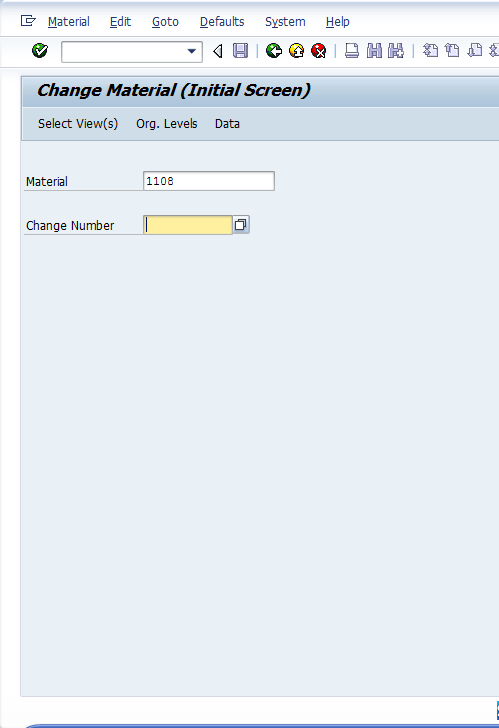 Material Edit Goto Defaults System Help
Change Material (Initial Screen)
Select View(s) Org. Levels Data
Material 1108
Change Number